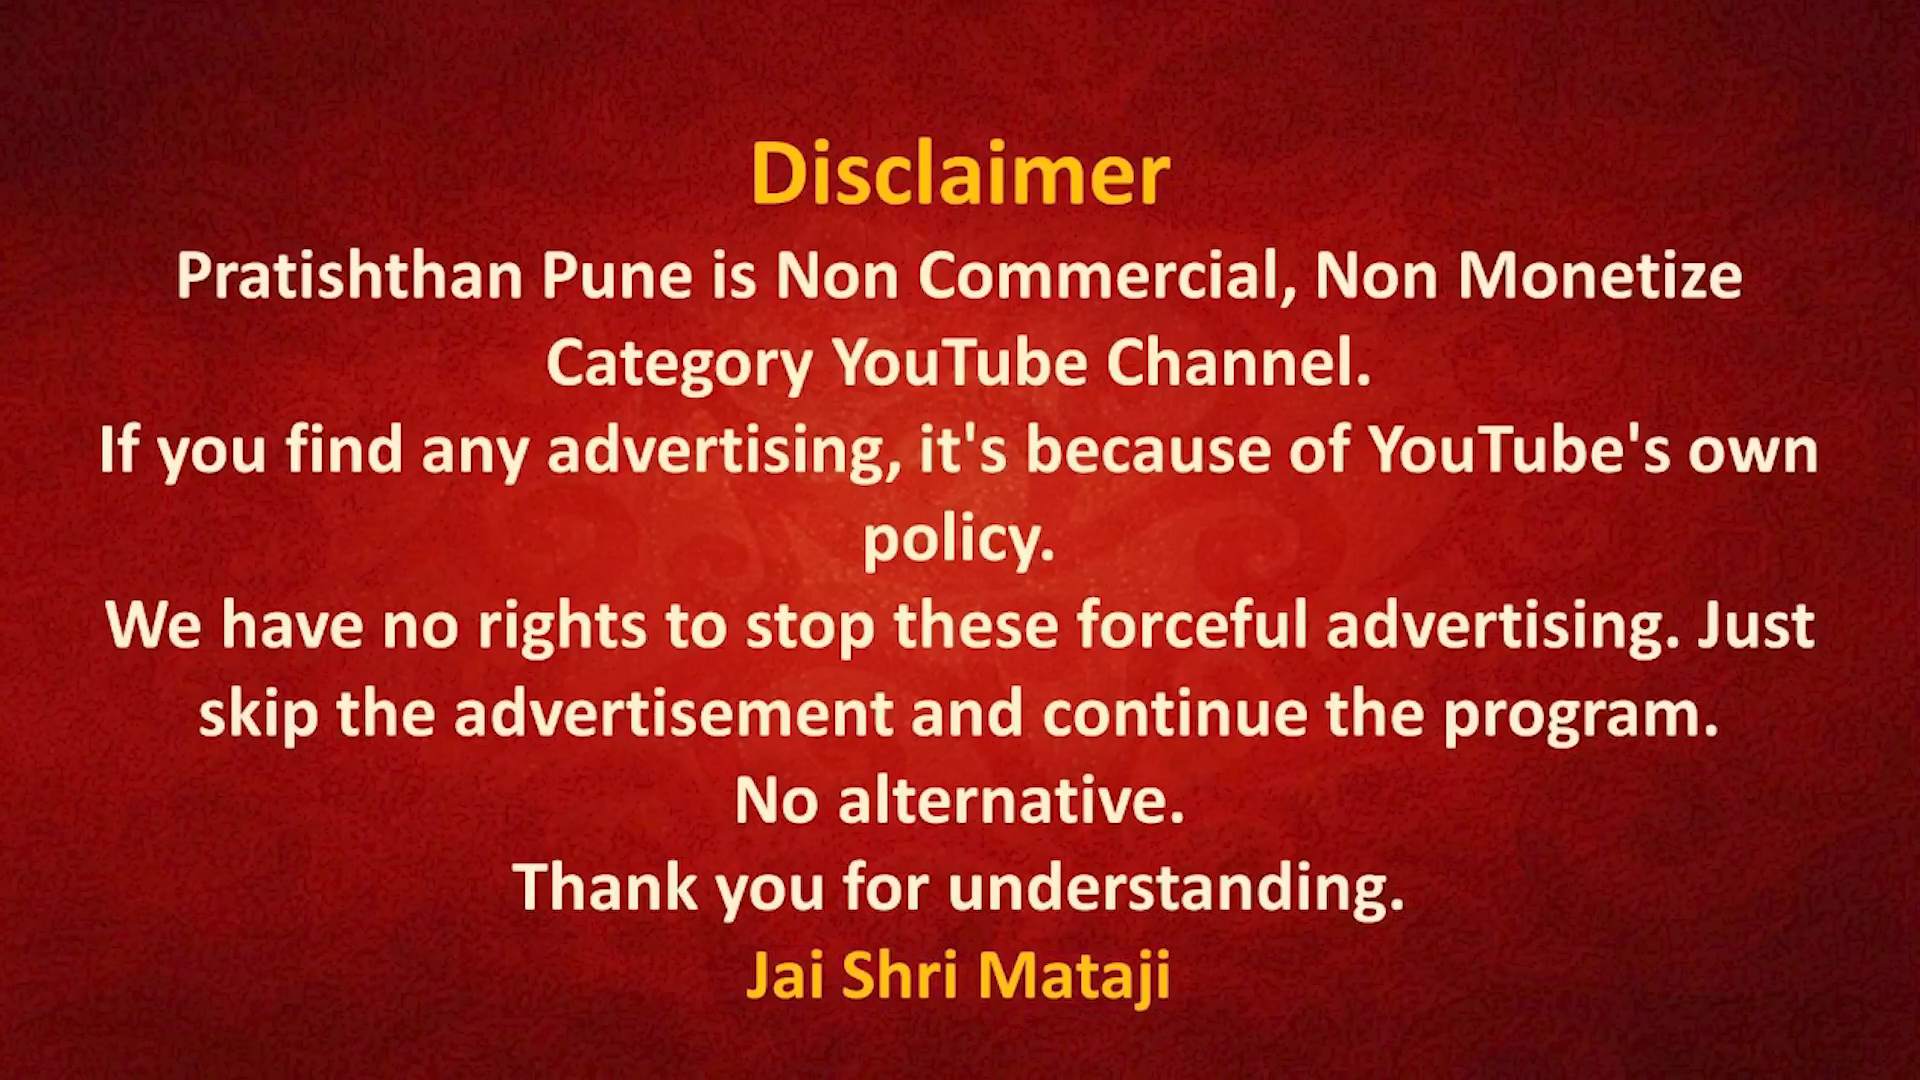 Disclaimer
Pratishthan Pune is Non Commercial, Non Monetize
Category YouTube Channel.
If you find any advertising, it's because of YouTube's own
policy.
We have no rights to stop these forceful advertising. Just
skip the advertisement and continue the program.
No alternative.
Thank you for understanding.
Jai Shri Mataji